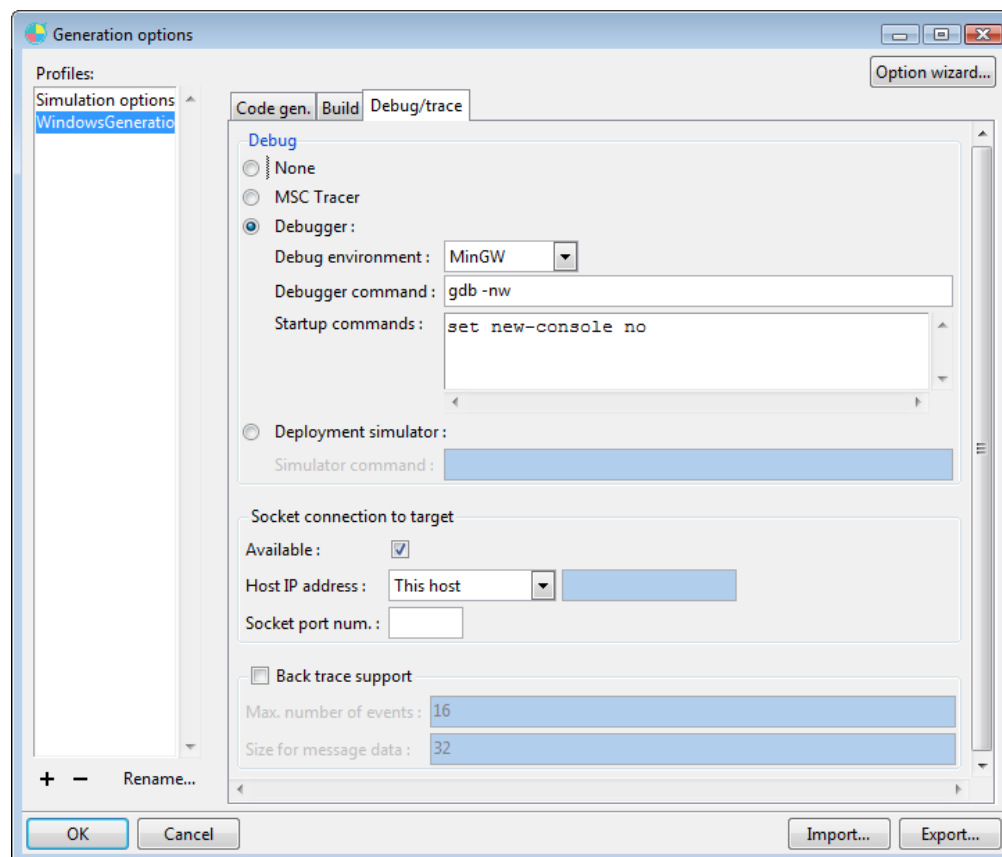 Generation options
Profiles:
Option wizard...
Simulation options
WindowsGeneratio
Code gen.
Build
Debug/trace
Debug
None
MSC Tracer
Debugger :
Debug environment : MinGW
Debugger command : gdb -nw
Startup commands : set new-console no
Deployment simulator :
Simulator command :
Socket connection to target
Available :
Host IP address : This host
Socket port num. :
Back trace support
Max. number of events : 16
Size for message data : 32
+ − Rename...
OK Cancel Import... Export...